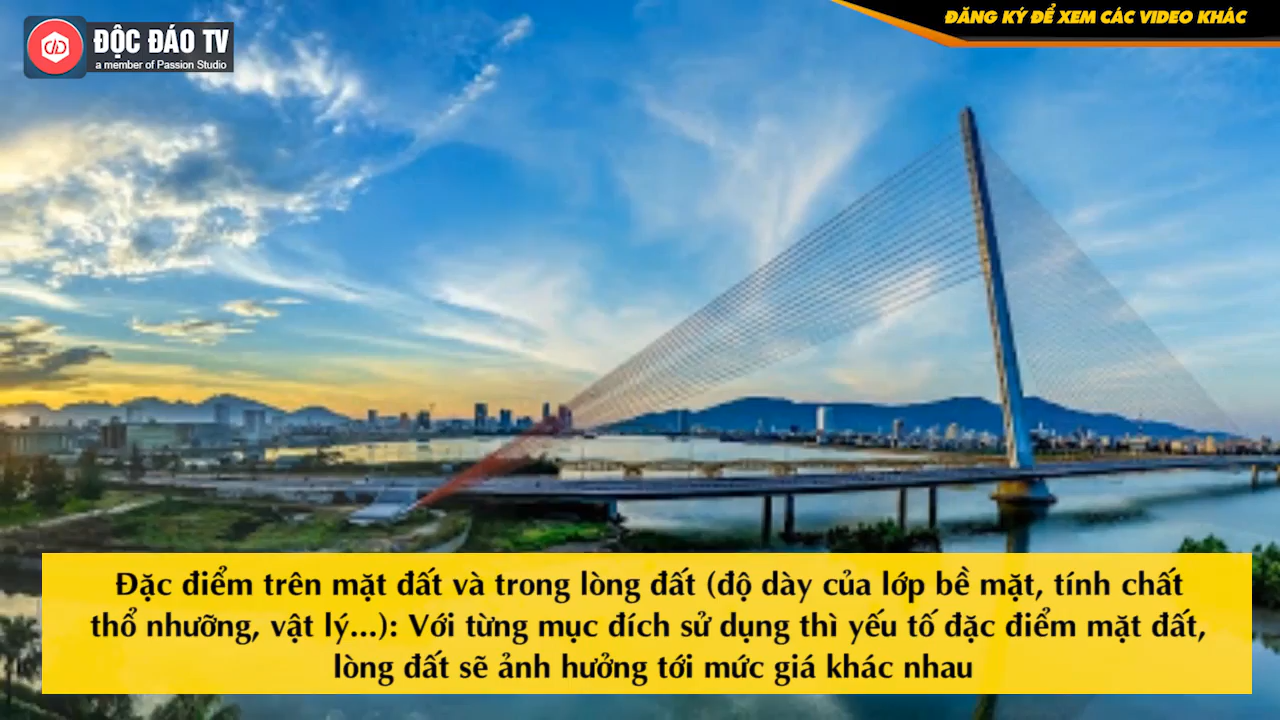 ĐỘC ĐÁO TV
a member of Passion Studio
ĐĂNG KÝ ĐỂ XEM CÁC VIDEO KHÁC
Đặc điểm trên mặt đất và trong lòng đất (độ dày của lớp bề mặt, tính chất
thổ nhưỡng, vật lý...): Với từng mục đích sử dụng thì yếu tố đặc điểm mặt đất,
lòng đất sẽ ảnh hưởng tới mức giá khác nhau